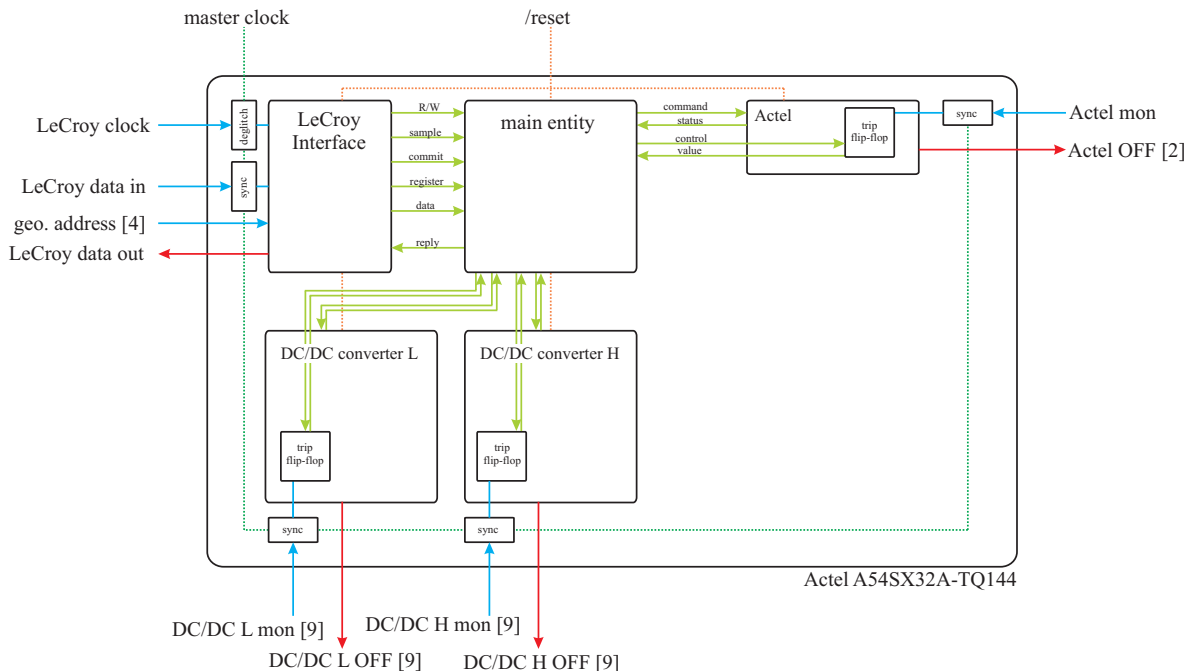 master clock
/reset
LeCroy clock
deglitch
LeCroy
Interface
R/W
sample
commit
register
data
reply
main entity
command
status
control
value
Actel
trip
flip-flop
sync
Actel mon
Actel OFF [2]
LeCroy data in
sync
geo. address [4]
LeCroy data out
DC/DC converter L
DC/DC converter H
trip
flip-flop
trip
flip-flop
sync
sync
Actel A54SX32A-TQ144
DC/DC L mon [9]
DC/DC H mon [9]
DC/DC L OFF [9]
DC/DC H OFF [9]